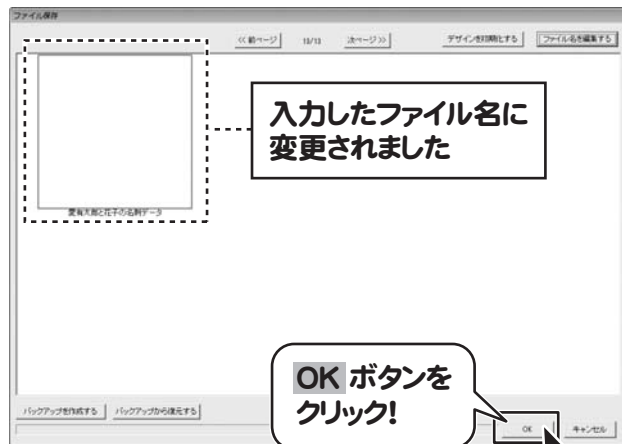 ファイル保存
<<前ページ 13/13 次ページ>> デザインを初期化する ファイル名を編集する
入力したファイル名に
変更されました
愛有太郎と花子の名刺データ
OK ボタンを
クリック!
バックアップを作成する バックアップから復元する
OK キャンセル